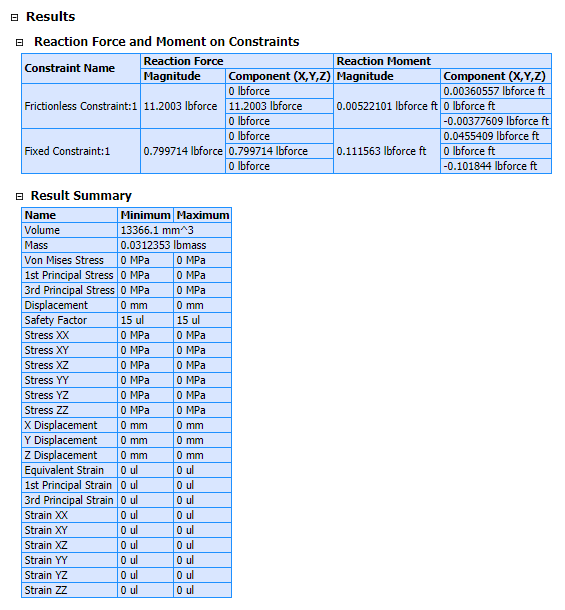 Results
Reaction Force and Moment on Constraints
Constraint Name Reaction Force Reaction Moment
Magnitude Component (X,Y,Z) Magnitude Component (X,Y,Z)
Frictionless Constraint:1 11.2003 lbforce 0 lbforce 0.00522101 lbforce ft 0.00360557 lbforce ft
11.2003 lbforce 0 lbforce ft
0 lbforce -0.00377609 lbforce ft
Fixed Constraint:1 0.799714 lbforce 0 lbforce 0.111563 lbforce ft 0.0455409 lbforce ft
0.799714 lbforce 0 lbforce ft
0 lbforce -0.101844 lbforce ft
Result Summary
Name Minimum Maximum
Volume 13366.1 mm^3
Mass 0.0312353 lbmass
Von Mises Stress 0 MPa 0 MPa
1st Principal Stress 0 MPa 0 MPa
3rd Principal Stress 0 MPa 0 MPa
Displacement 0 mm 0 mm
Safety Factor 15 ul 15 ul
Stress XX 0 MPa 0 MPa
Stress XY 0 MPa 0 MPa
Stress XZ 0 MPa 0 MPa
Stress YY 0 MPa 0 MPa
Stress YZ 0 MPa 0 MPa
Stress ZZ 0 MPa 0 MPa
X Displacement 0 mm 0 mm
Y Displacement 0 mm 0 mm
Z Displacement 0 mm 0 mm
Equivalent Strain 0 ul 0 ul
1st Principal Strain 0 ul 0 ul
3rd Principal Strain 0 ul 0 ul
Strain XX 0 ul 0 ul
Strain XY 0 ul 0 ul
Strain XZ 0 ul 0 ul
Strain YY 0 ul 0 ul
Strain YZ 0 ul 0 ul
Strain ZZ 0 ul 0 ul